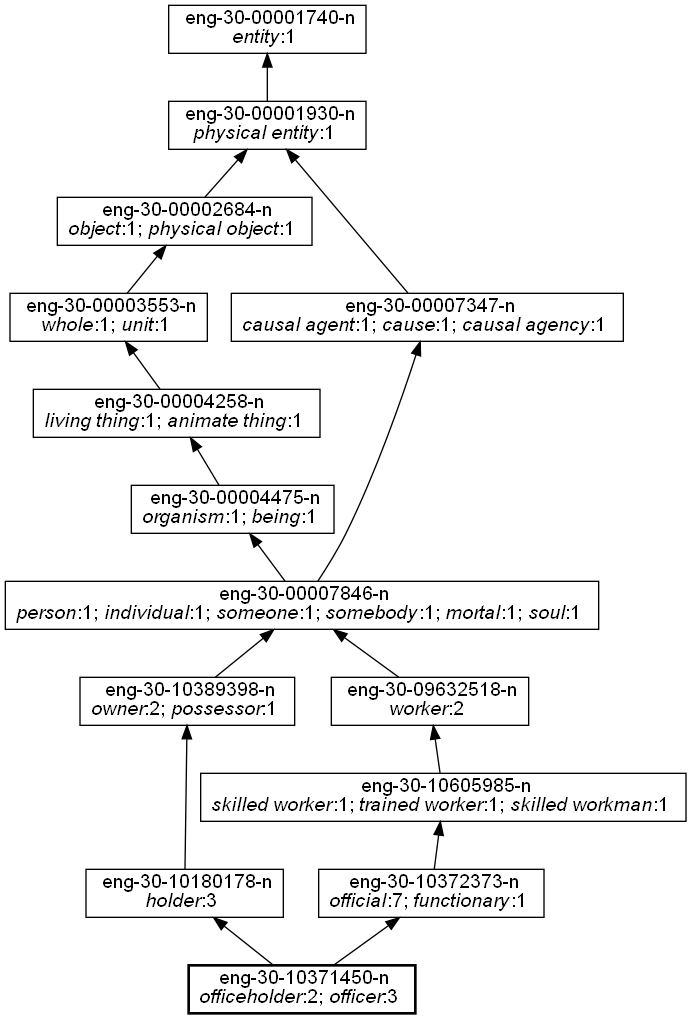 eng-30-00001740-n
entity:1
eng-30-00001930-n
physical entity:1
eng-30-00002684-n
object:1; physical object:1
eng-30-00003553-n
whole:1; unit:1
eng-30-00007347-n
causal agent:1; cause:1; causal agency:1
eng-30-00004258-n
living thing:1; animate thing:1
eng-30-00004475-n
organism:1; being:1
eng-30-00007846-n
person:1; individual:1; someone:1; somebody:1; mortal:1; soul:1
eng-30-10389398-n
owner:2; possessor:1
eng-30-09632518-n
worker:2
eng-30-10605985-n
skilled worker:1; trained worker:1; skilled workman:1
eng-30-10180178-n
holder:3
eng-30-10372373-n
official:7; functionary:1
eng-30-10371450-n
officeholder:2; officer:3